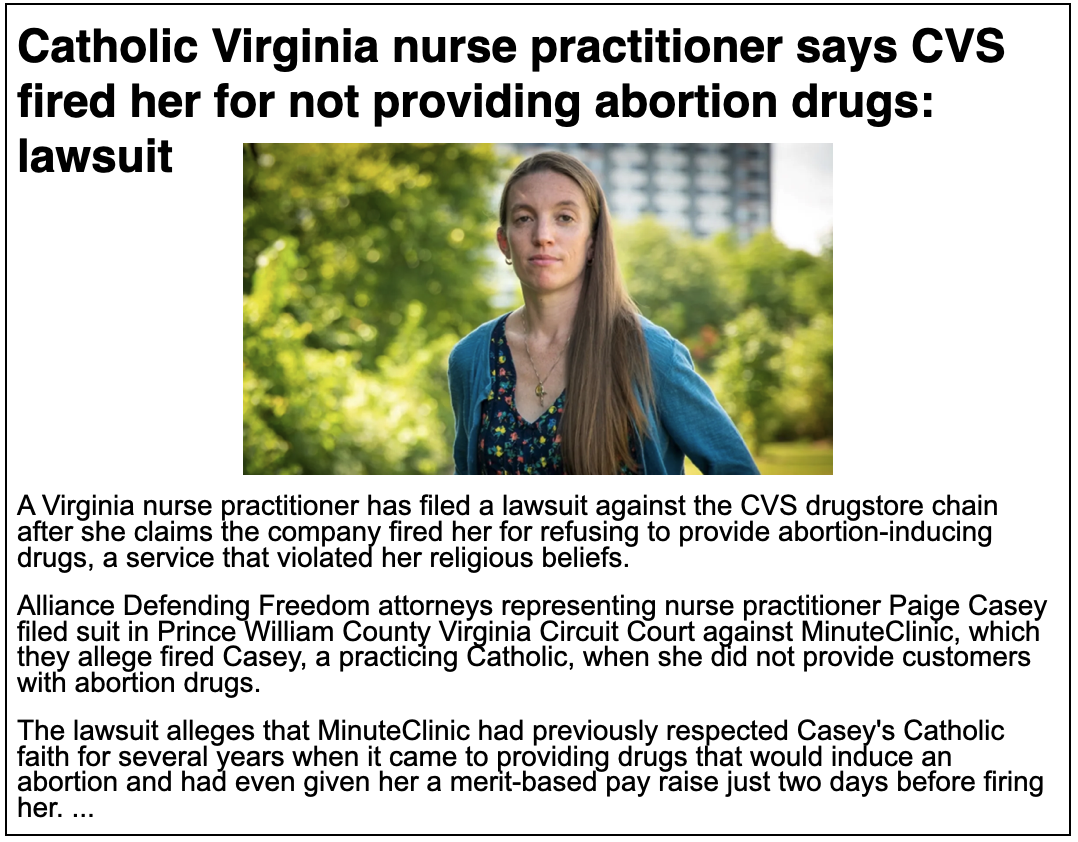 Catholic Virginia nurse practitioner says CVS
fired her for not providing abortion drugs:
lawsuit
A Virginia nurse practitioner has filed a lawsuit against the CVS drugstore chain
after she claims the company fired her for refusing to provide abortion-inducing
drugs, a service that violated her religious beliefs.
Alliance Defending Freedom attorneys representing nurse practitioner Paige Casey
filed suit in Prince William County Virginia Circuit Court against MinuteClinic, which
they allege fired Casey, a practicing Catholic, when she did not provide customers
with abortion drugs.
The lawsuit alleges that MinuteClinic had previously respected Casey's Catholic
faith for several years when it came to providing drugs that would induce an
abortion and had even given her a merit-based pay raise just two days before firing
her. ...